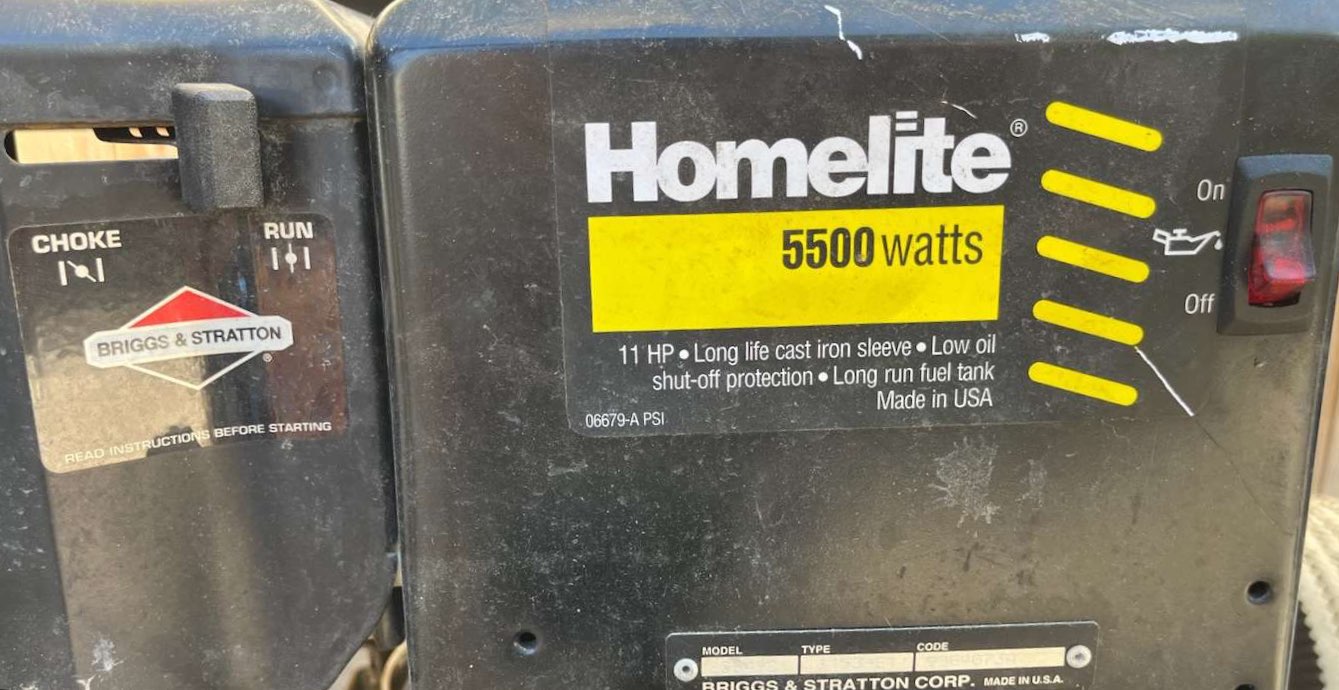 CHOKE
RUN
BRIGGS & STRATTON
®
READ INSTRUCTIONS BEFORE STARTING
Homelite®
5500 watts
11 HP • Long life cast iron sleeve • Low oil
shut-off protection • Long run fuel tank
Made in USA
06679-A PSI
On
Off
MODEL TYPE CODE
BRIGGS & STRATTON CORP. MADE IN U.S.A.